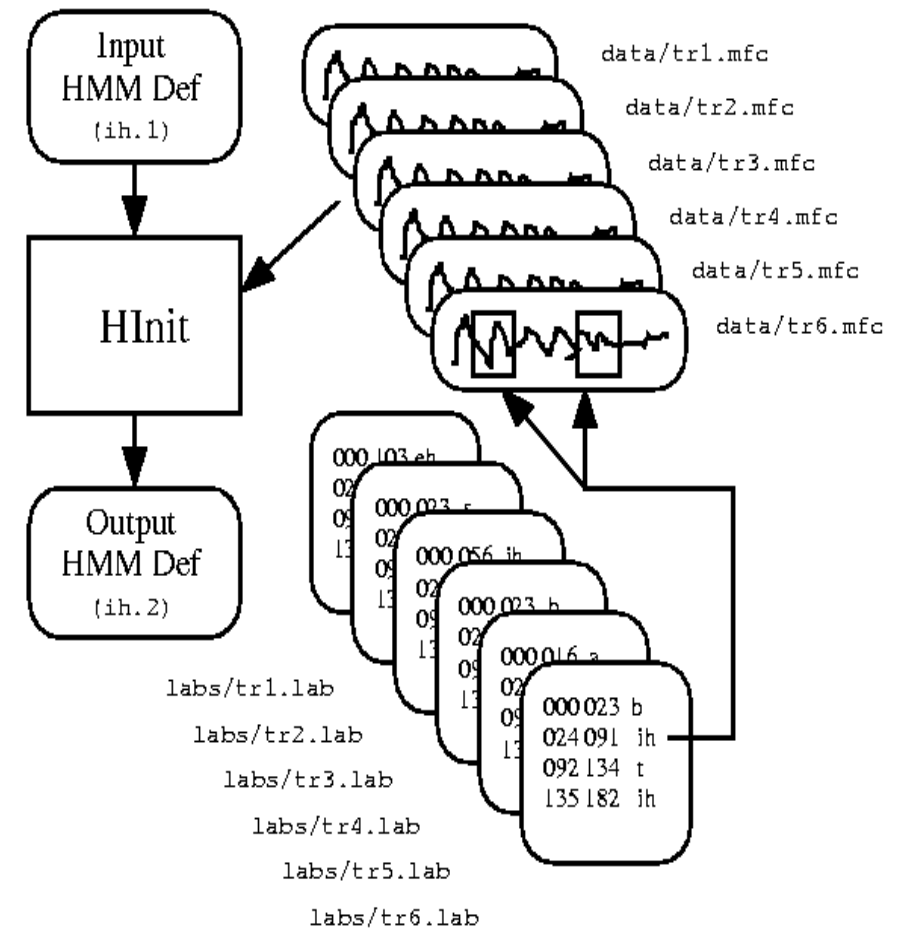 Input
HMM Def
(ih.1)
HInit
Output
HMM Def
(ih.2)
data/tr1.mfc
data/tr2.mfc
data/tr3.mfc
data/tr4.mfc
data/tr5.mfc
data/tr6.mfc
000 103 eh
000 023 s
000 056 ih
000 023 b
000 016 a
000 023 b
024 091 ih
092 134 t
135 182 ih
labs/tr1.lab
labs/tr2.lab
labs/tr3.lab
labs/tr4.lab
labs/tr5.lab
labs/tr6.lab